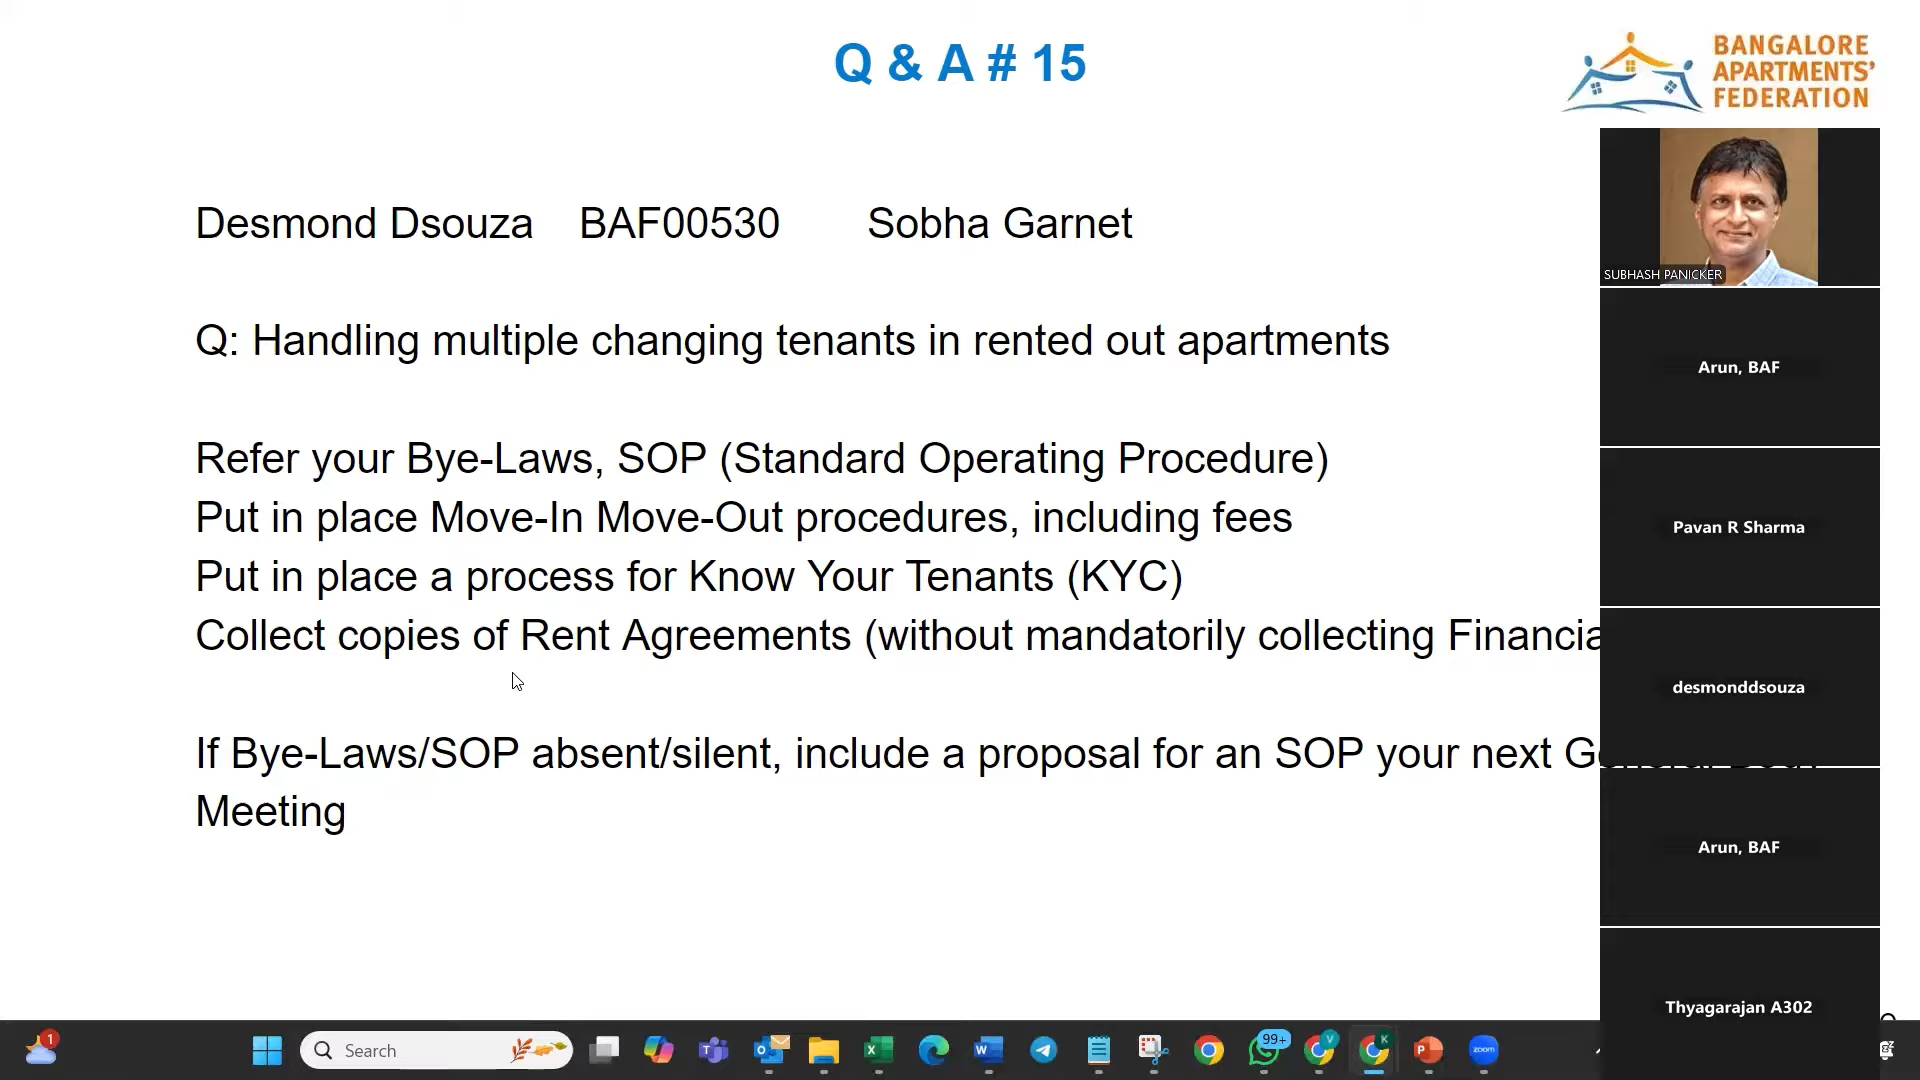 Q & A # 15
BANGALORE
APARTMENTS'
FEDERATION
Desmond Dsouza BAF00530 Sobha Garnet
Q: Handling multiple changing tenants in rented out apartments
Refer your Bye-Laws, SOP (Standard Operating Procedure)
Put in place Move-In Move-Out procedures, including fees
Put in place a process for Know Your Tenants (KYC)
Collect copies of Rent Agreements (without mandatorily collecting Financia
If Bye-Laws/SOP absent/silent, include a proposal for an SOP your next
Meeting
SUBHASH PANICKER
Arun, BAF
Pavan R Sharma
desmonddsouza
Arun, BAF
Thyagarajan A302
1
Search
99+
V
K
zoom